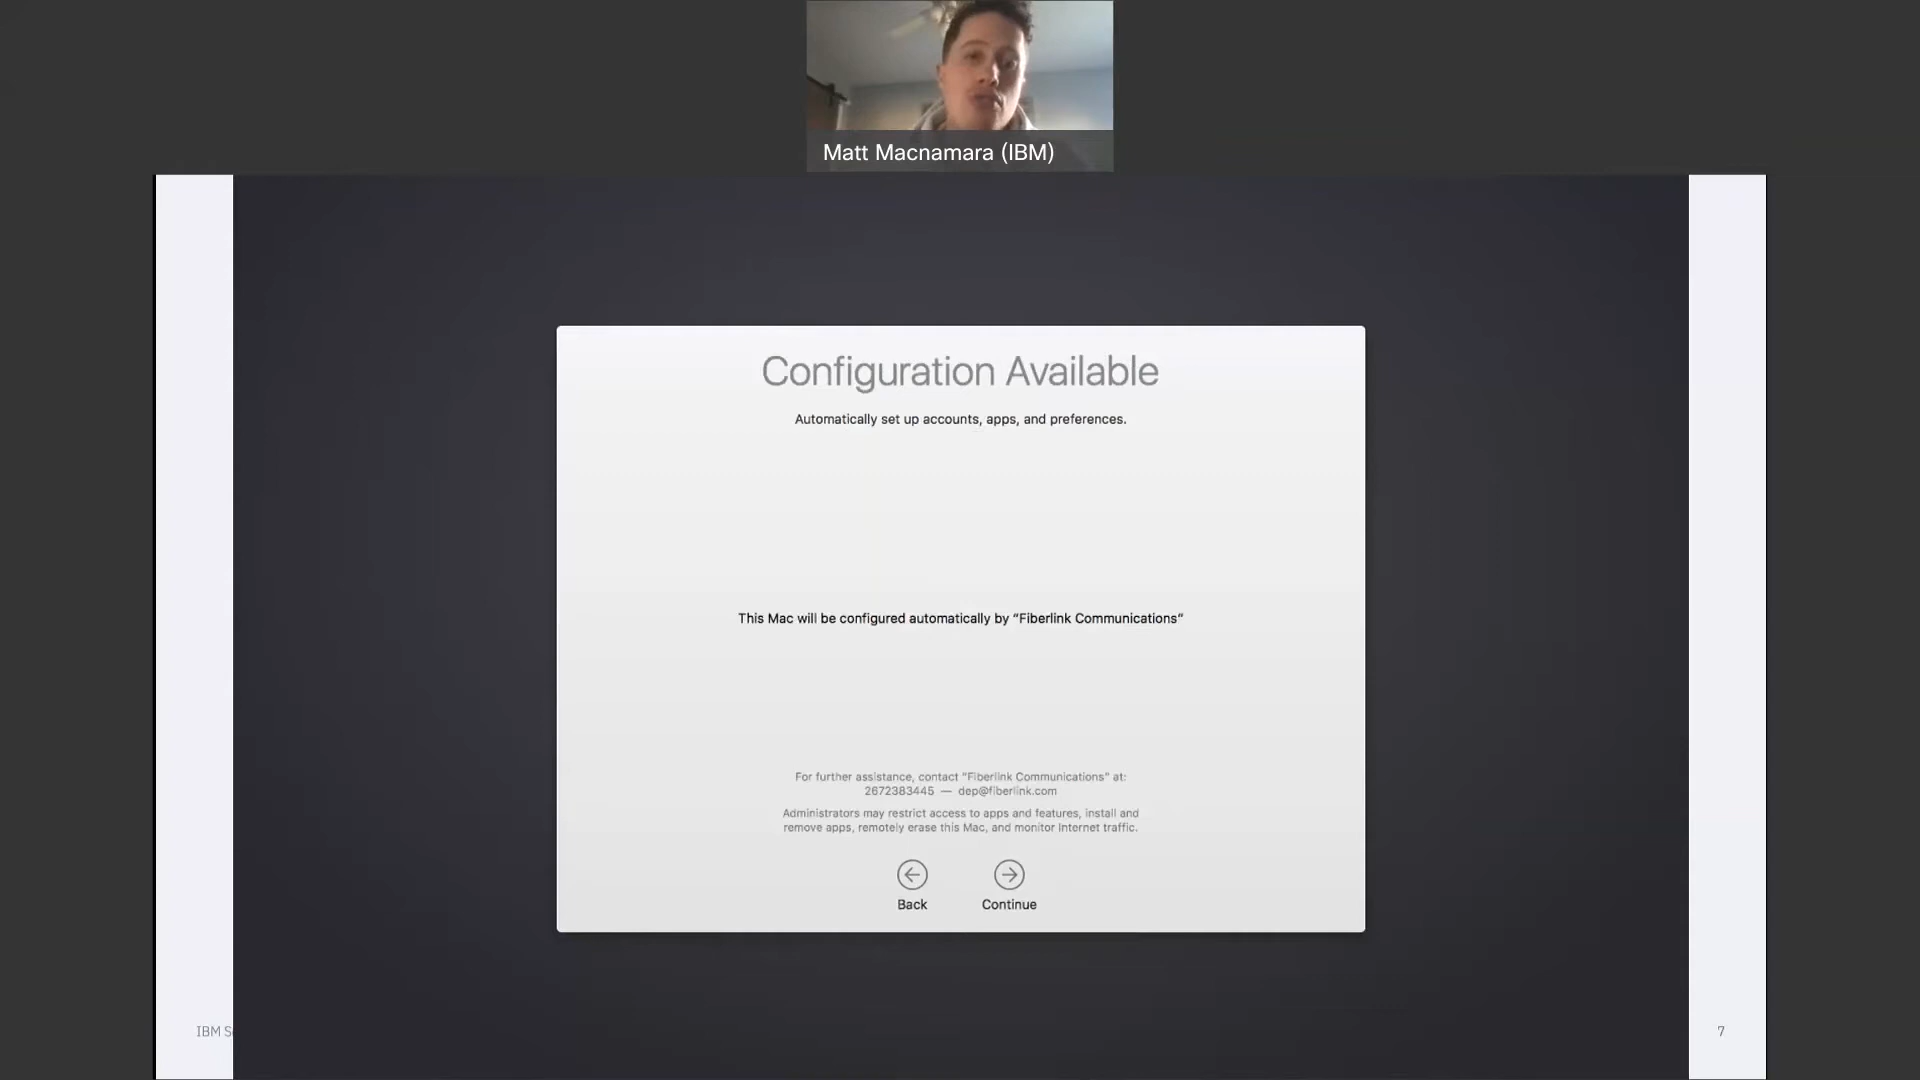 Matt Macnamara (IBM)
Configuration Available
Automatically set up accounts, apps, and preferences.
This Mac will be configured automatically by “Fiberlink Communications”
For further assistance, contact “Fiberlink Communications” at:
2672383445 — dep@fiberlink.com
Administrators may restrict access to apps and features, install and
remove apps, remotely erase this Mac, and monitor Internet traffic.
Back
Continue
IBM
7